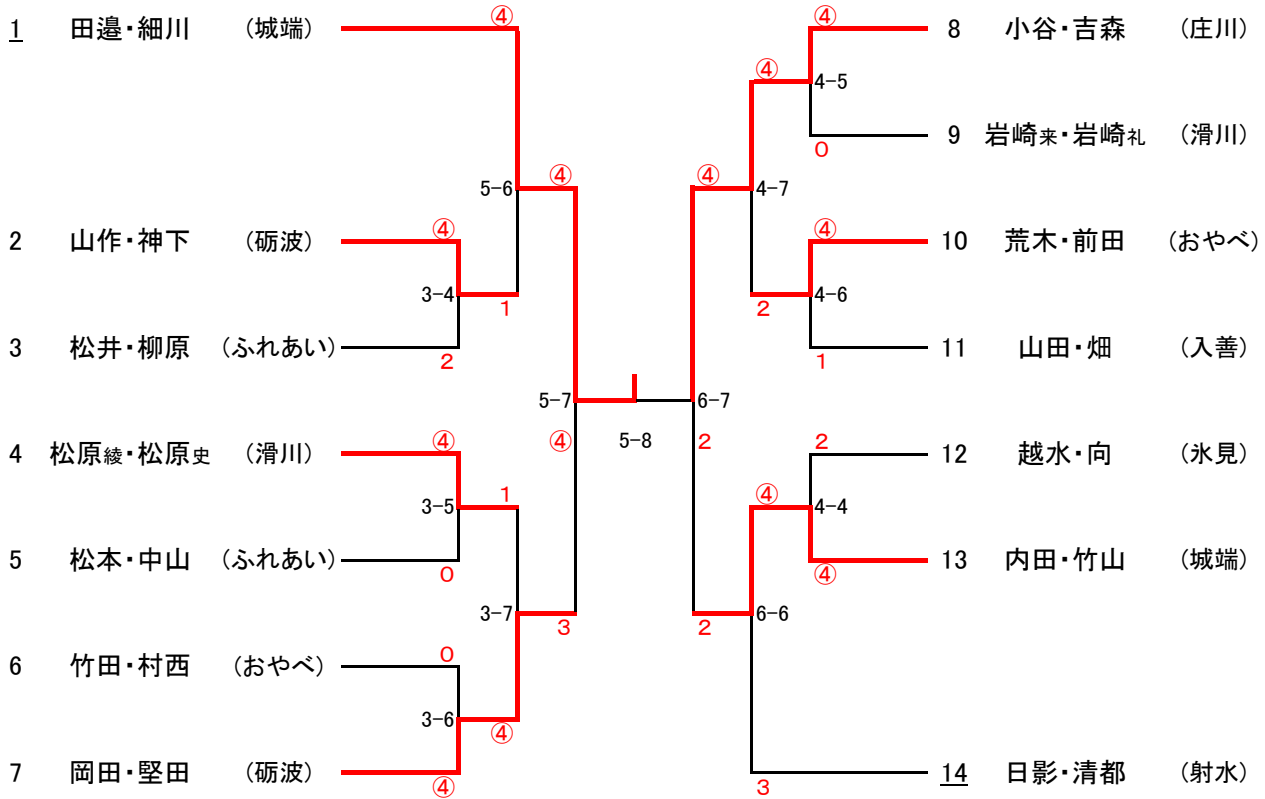 ④ ④
1 田邉・細川 (城端) 8 小谷・吉森 (庄川)
④ 4-5
9 岩崎来・岩崎礼 (滑川)
0
④ ④
5-6 4-7
④ ④
2 山作・神下 (砺波) 10 荒木・前田 (おやべ)
3-4 4-6
1 2
3 松井・柳原 (ふれあい) 11 山田・畑 (入善)
2 1
5-7 6-7
④ 5-8 2
④ 2
4 松原綾・松原史 (滑川) 12 越水・向 (氷見)
1 ④
3-5 4-4
5 松本・中山 (ふれあい) 13 内田・竹山 (城端)
0 ④
3-7 6-6
3 2
0
6 竹田・村西 (おやべ)
3-6
④
7 岡田・堅田 (砺波) 14 日影・清都 (射水)
④ 3